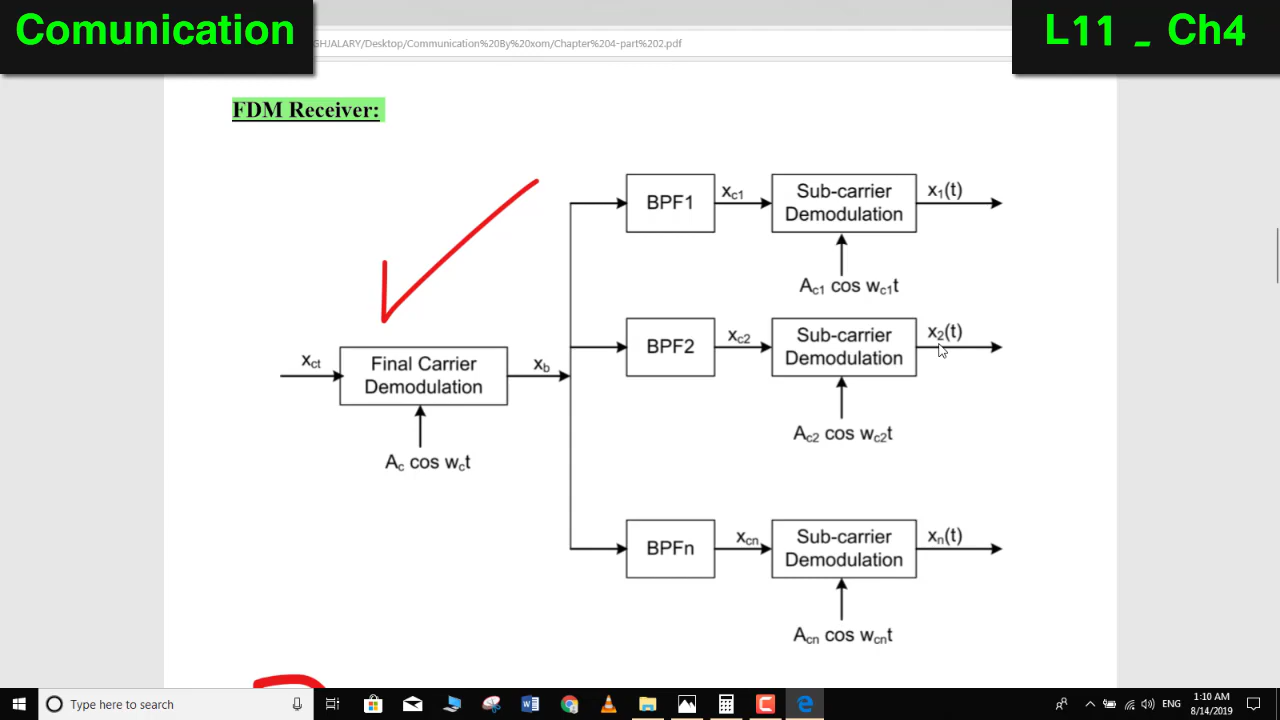 Comunication
L11 _ Ch4
GHJALARY/Desktop/Communication%20By%20xom/Chapter%204-part%202.pdf
FDM Receiver:
BPF1
xc1
Sub-carrier
Demodulation
x1(t)
Ac1 cos wc1t
BPF2
xc2
Sub-carrier
Demodulation
x2(t)
Ac2 cos wc2t
xct
Final Carrier
Demodulation
xb
Ac cos wct
BPFn
xcn
Sub-carrier
Demodulation
xn(t)
Acn cos wcnt
Type here to search
ENG
1:10 AM
8/14/2019